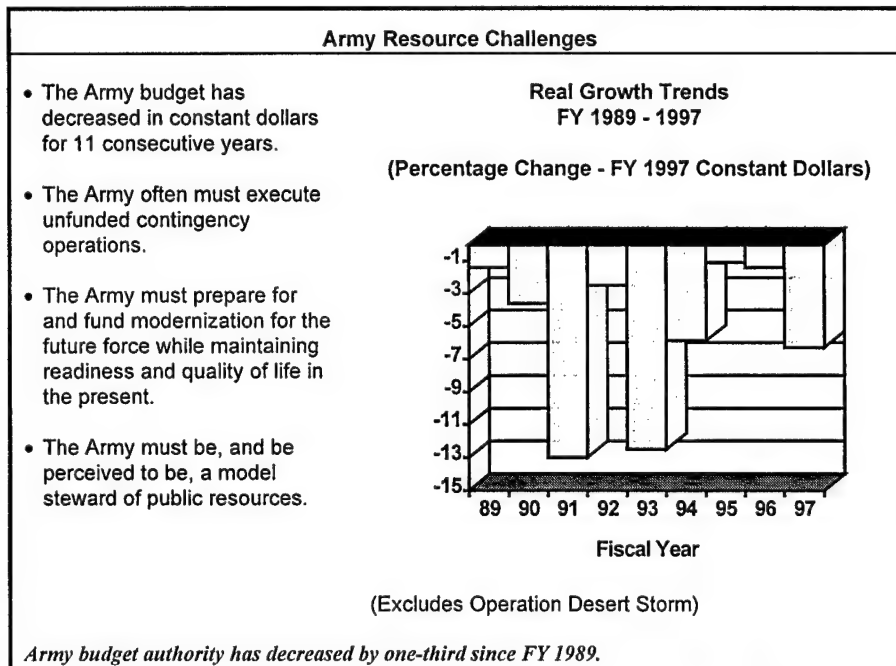 Army Resource Challenges
• The Army budget has
decreased in constant dollars
for 11 consecutive years.
• The Army often must execute
unfunded contingency
operations.
• The Army must prepare for
and fund modernization for the
future force while maintaining
readiness and quality of life in
the present.
• The Army must be, and be
perceived to be, a model
steward of public resources.
Real Growth Trends
FY 1989 - 1997
(Percentage Change - FY 1997 Constant Dollars)
-1
-3
-5
-7
-9
-11
-13
-15
89 90 91 92 93 94 95 96 97
Fiscal Year
(Excludes Operation Desert Storm)
Army budget authority has decreased by one-third since FY 1989.